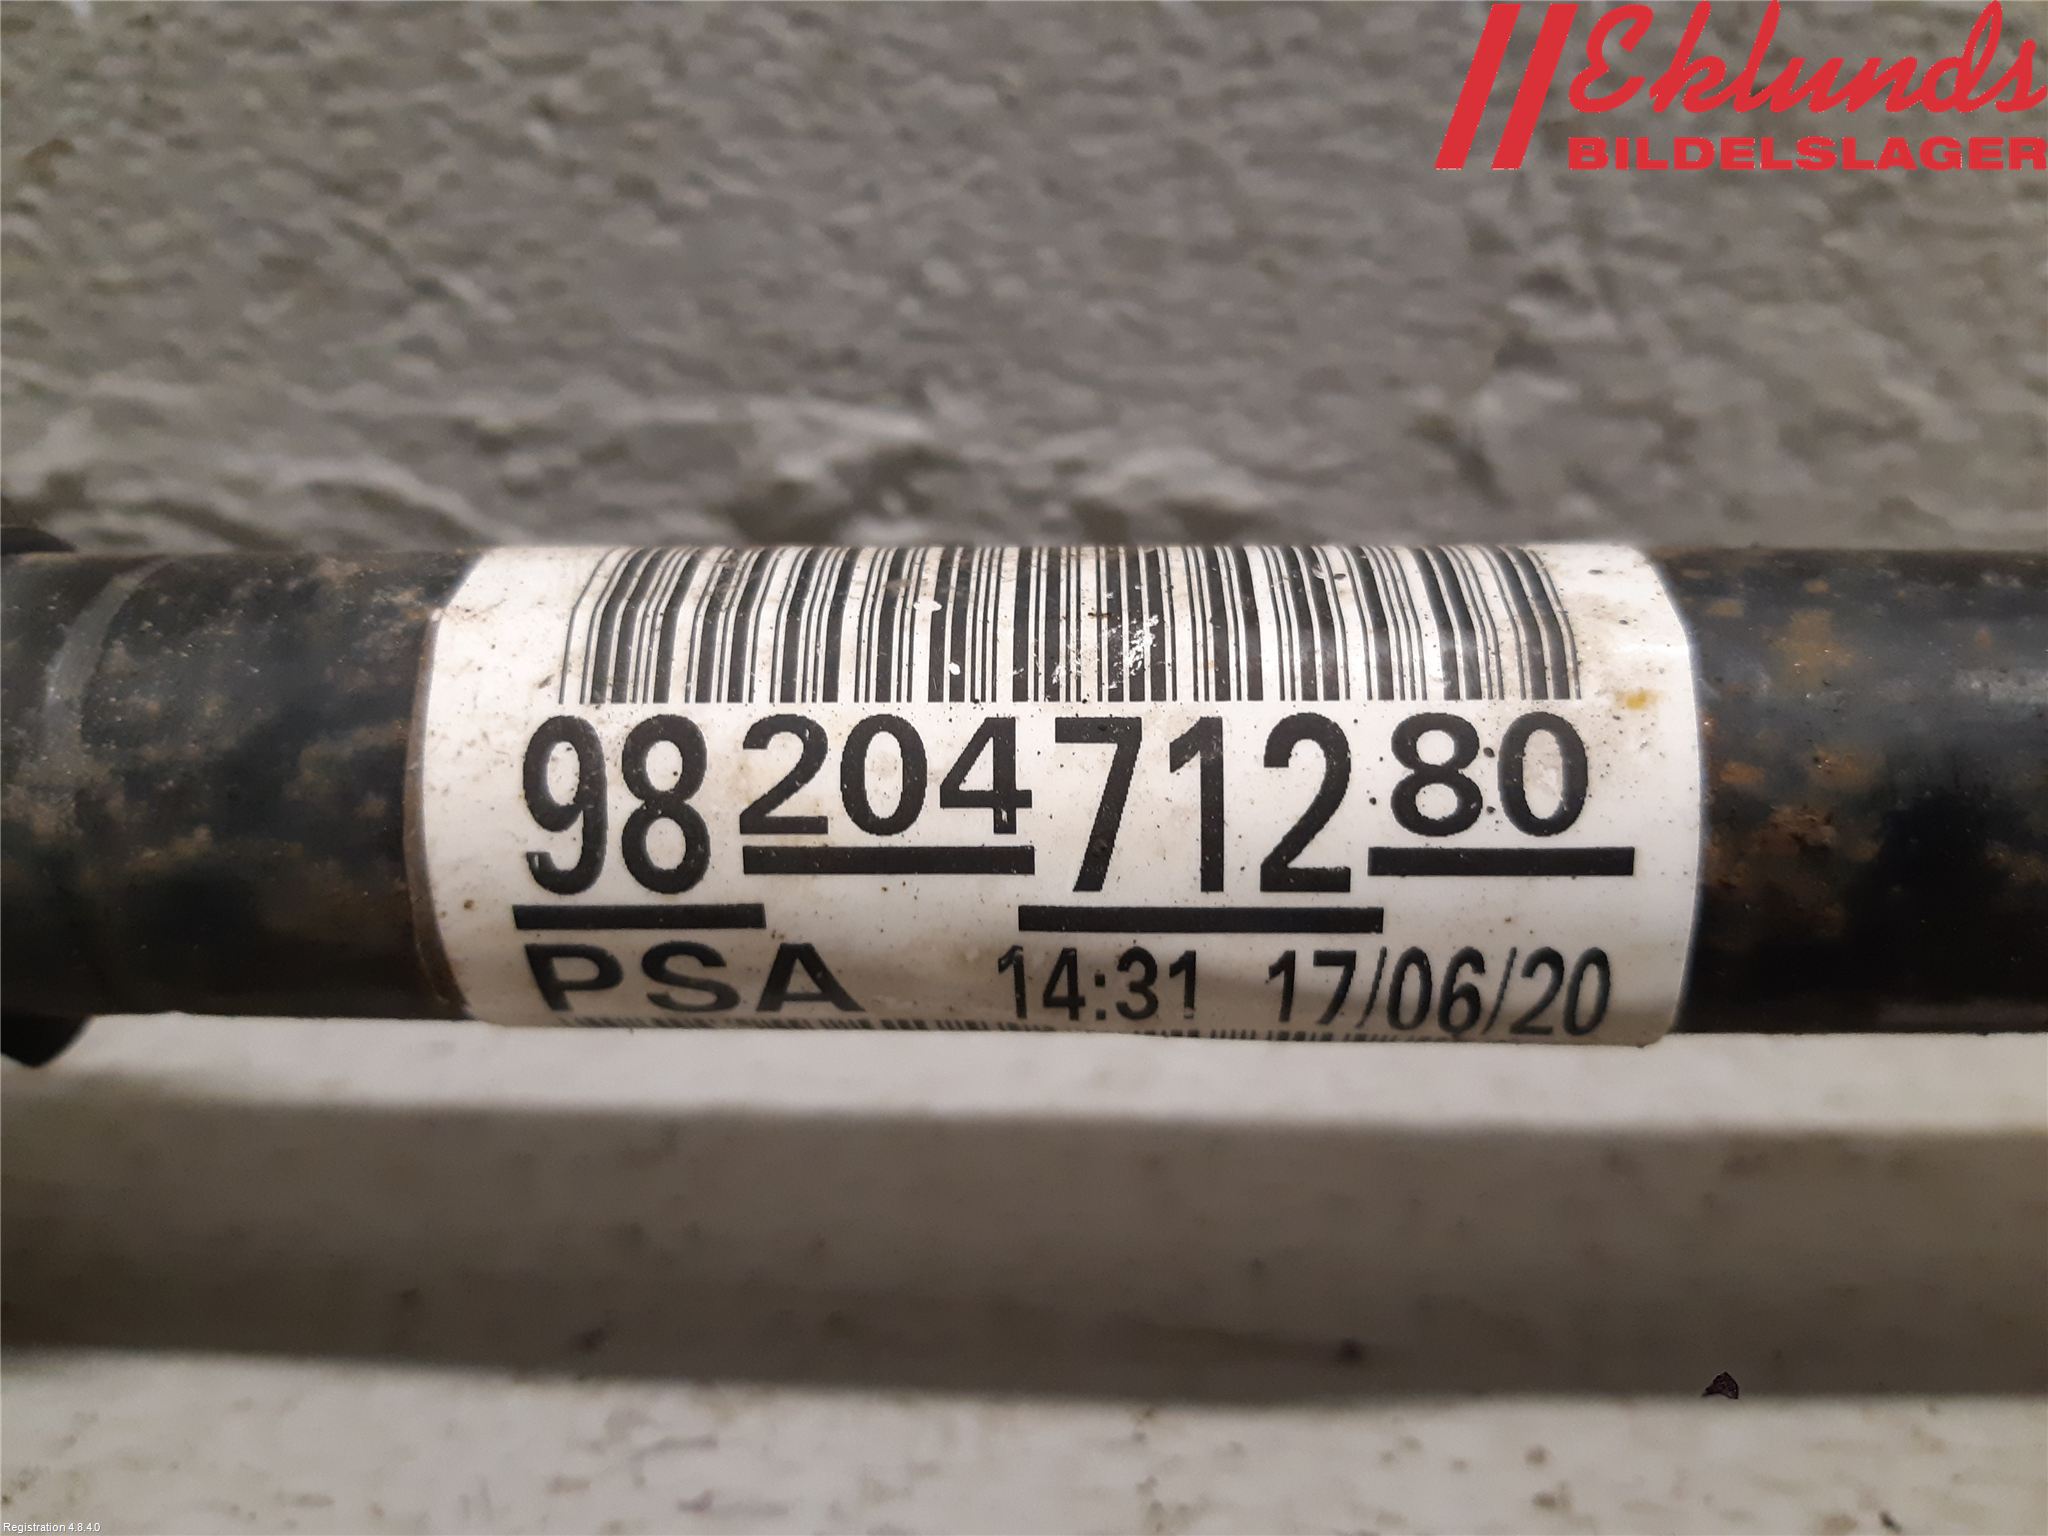 Eklunds
BILDELSLAGER
9820471280
PSA 14:31 17/06/20
Registration 4.8.4.0